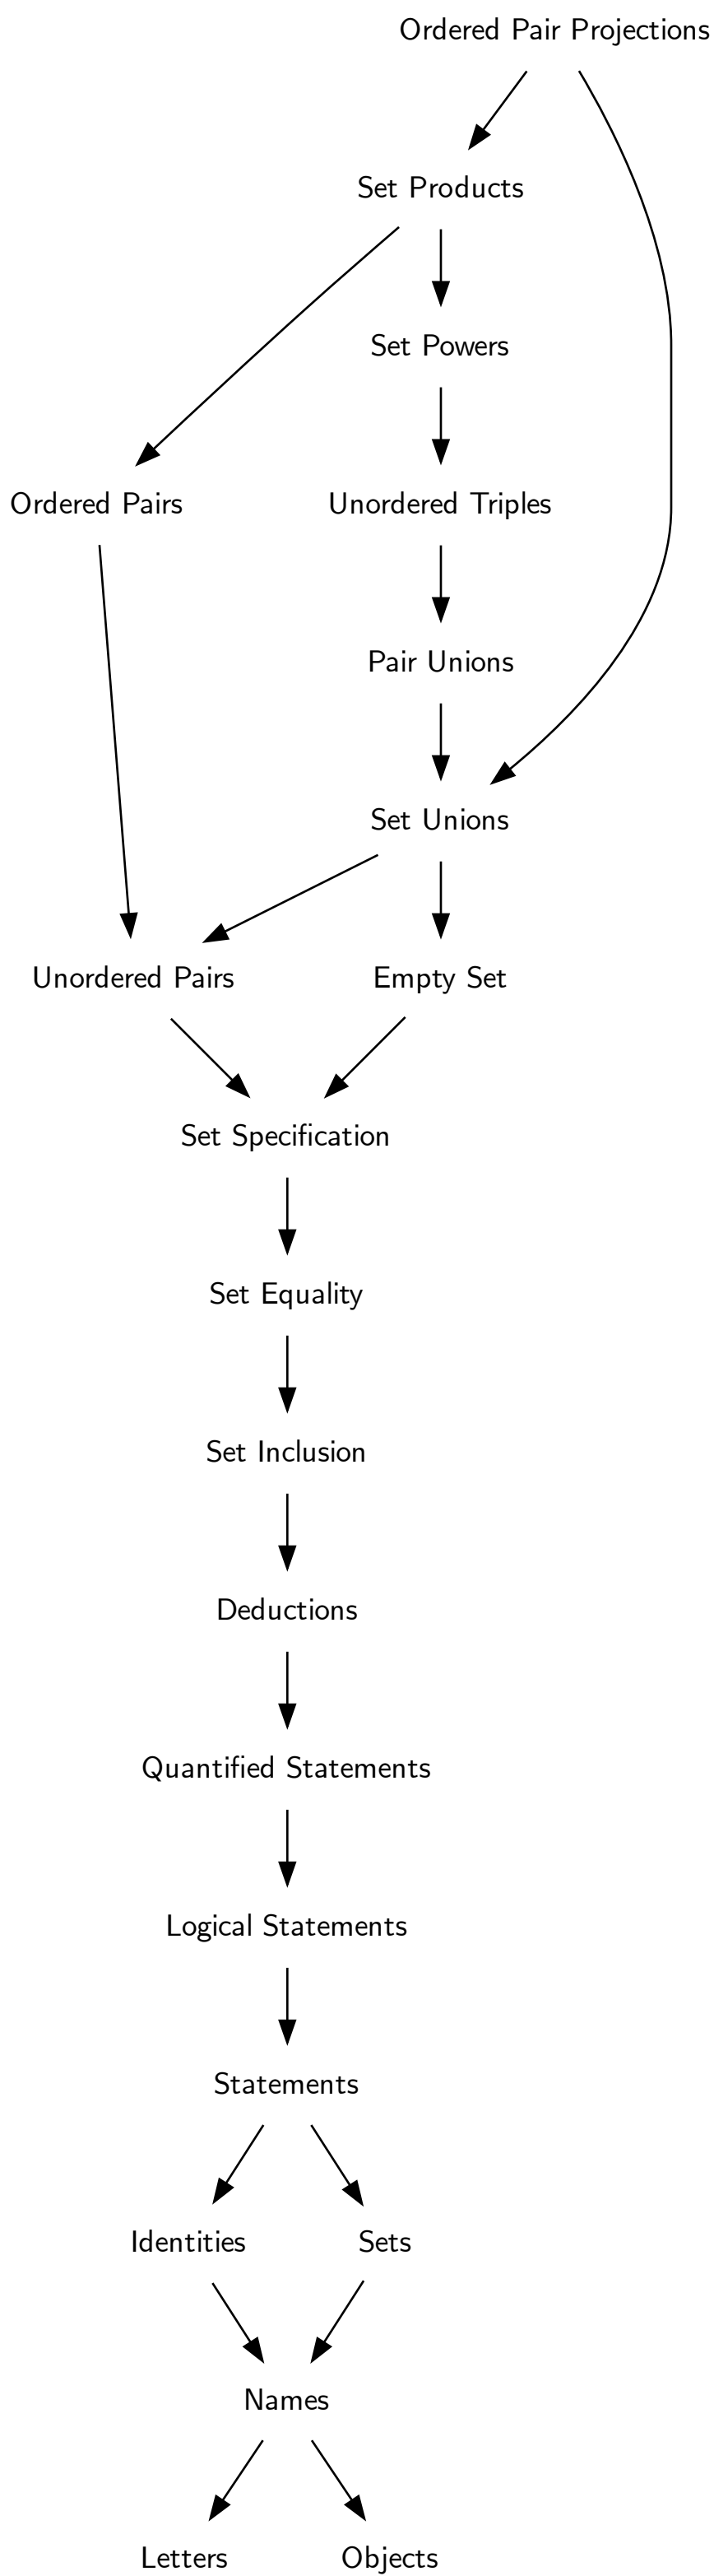 Ordered Pair Projections
Set Products
Set Powers
Ordered Pairs
Unordered Triples
Pair Unions
Set Unions
Unordered Pairs
Empty Set
Set Specification
Set Equality
Set Inclusion
Deductions
Quantified Statements
Logical Statements
Statements
Identities
Sets
Names
Letters
Objects